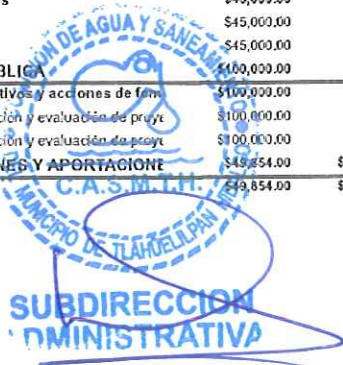 s
$45,000.00
$45,000.00
BLICA $100,000.00
tivos y acciones de fom $100,000.00
ción y evaluación de proye $100,000.00
ción y evaluación de proye $100,000.00
NES Y APORTACIONE $49,854.00 $
$49,854.00 $
DE AGUA Y SANEAM
C.A.S.M.T.H.
MUNICIPIO DE TLAHUELILPAN
SUBDIRECCION
DMINISTRATIVA